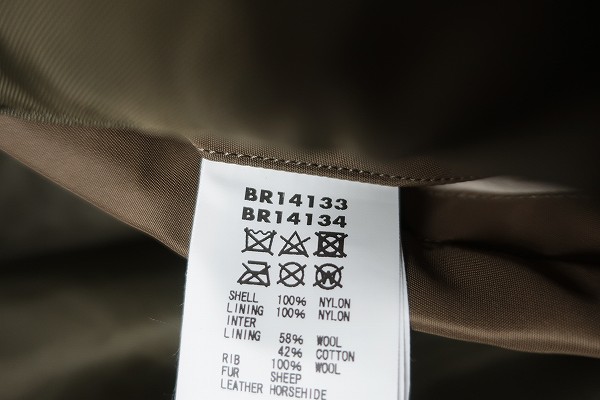 BR14133
BR14134
SHELL 100% NYLON
LINING 100% NYLON
INTER
LINING 58% WOOL
42% COTTON
RIB 100% WOOL
FUR SHEEP
LEATHER HORSEHIDE